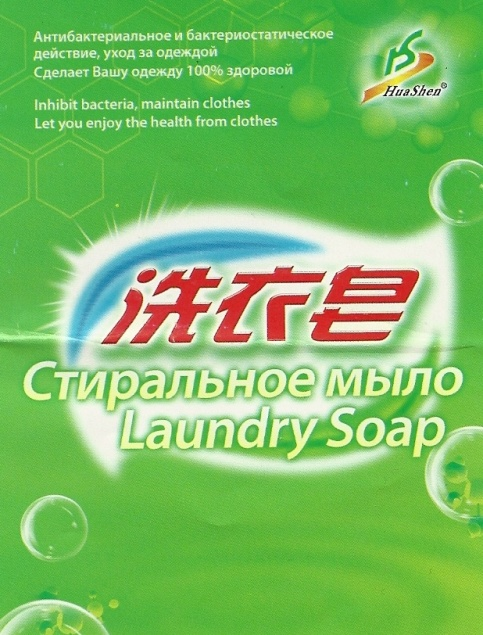 Антибактериальное и бактериостатическое
действие, уход за одеждой
Сделает Вашу одежду 100% здоровой
Inhibit bacteria, maintain clothes
Let you enjoy the health from clothes
HS
HuaShen®
洗衣皂
Стиральное мыло
Laundry Soap